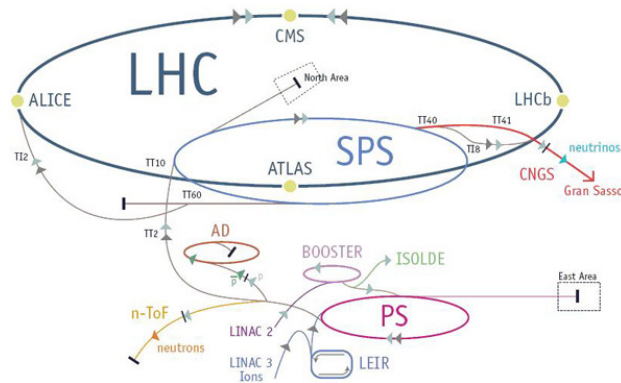 CMS
LHC
North Area
ALICE
LHCb
TT40
TT41
SPS
TI8
neutrinos
TT10
TI2
ATLAS
CNGS
Gran Sasso
TT60
TT2
AD
BOOSTER
ISOLDE
East Area
p
p
n-ToF
LINAC 2
PS
neutrons
LINAC 3
Ions
LEIR